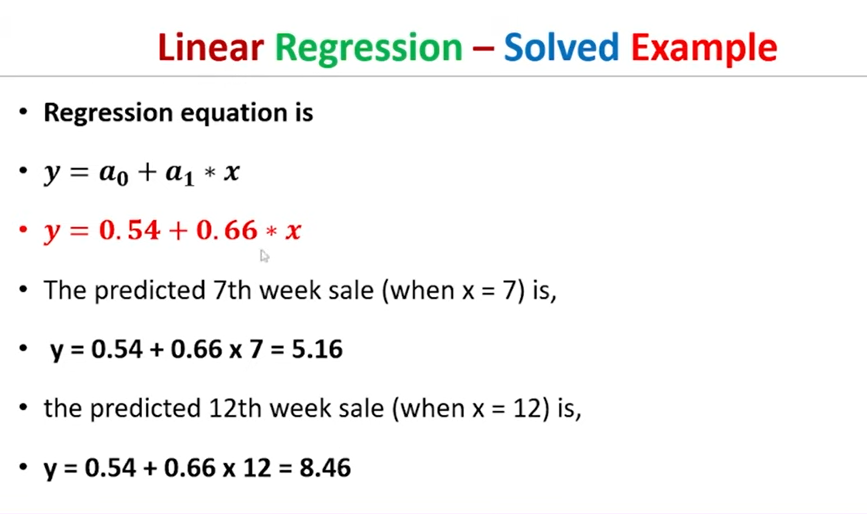 Linear Regression – Solved Example
• Regression equation is
• y = a₀ + a₁ * x
• y = 0.54 + 0.66 * x
• The predicted 7th week sale (when x = 7) is,
• y = 0.54 + 0.66 x 7 = 5.16
• the predicted 12th week sale (when x = 12) is,
• y = 0.54 + 0.66 x 12 = 8.46